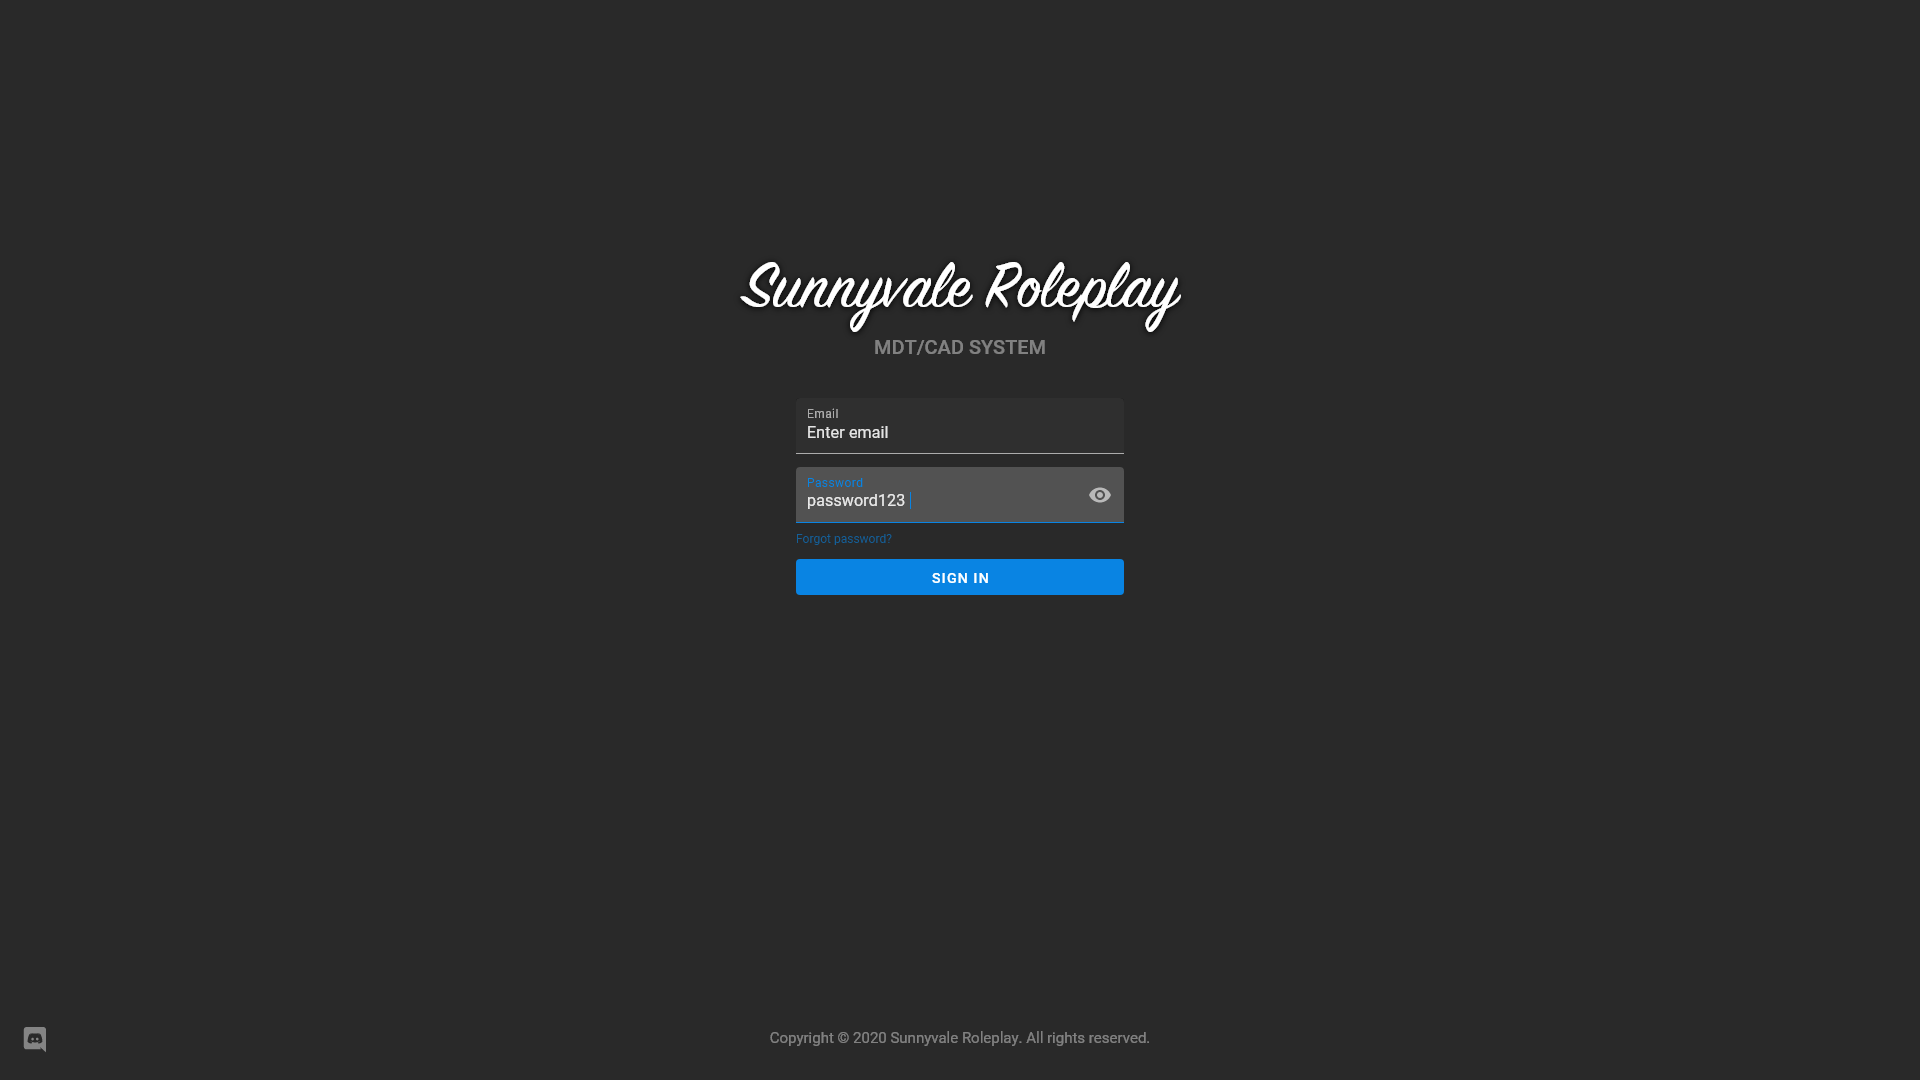 Sunnyvale Roleplay
MDT/CAD SYSTEM
Email
Enter email
Password
password123
Forgot password?
SIGN IN
Copyright © 2020 Sunnyvale Roleplay. All rights reserved.